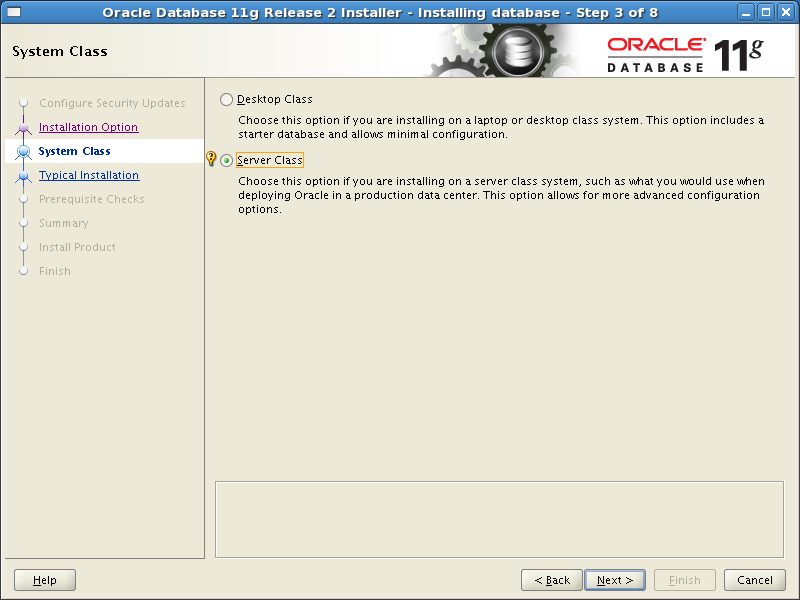 Oracle Database 11g Release 2 Installer - Installing database - Step 3 of 8
System Class
ORACLE
DATABASE
11g
Configure Security Updates
Installation Option
System Class
Typical Installation
Prerequisite Checks
Summary
Install Product
Finish
Desktop Class
Choose this option if you are installing on a laptop or desktop class system. This option includes a
starter database and allows minimal configuration.
Server Class
Choose this option if you are installing on a server class system, such as what you would use when
deploying Oracle in a production data center. This option allows for more advanced configuration
options.
Help
< Back
Next >
Finish
Cancel